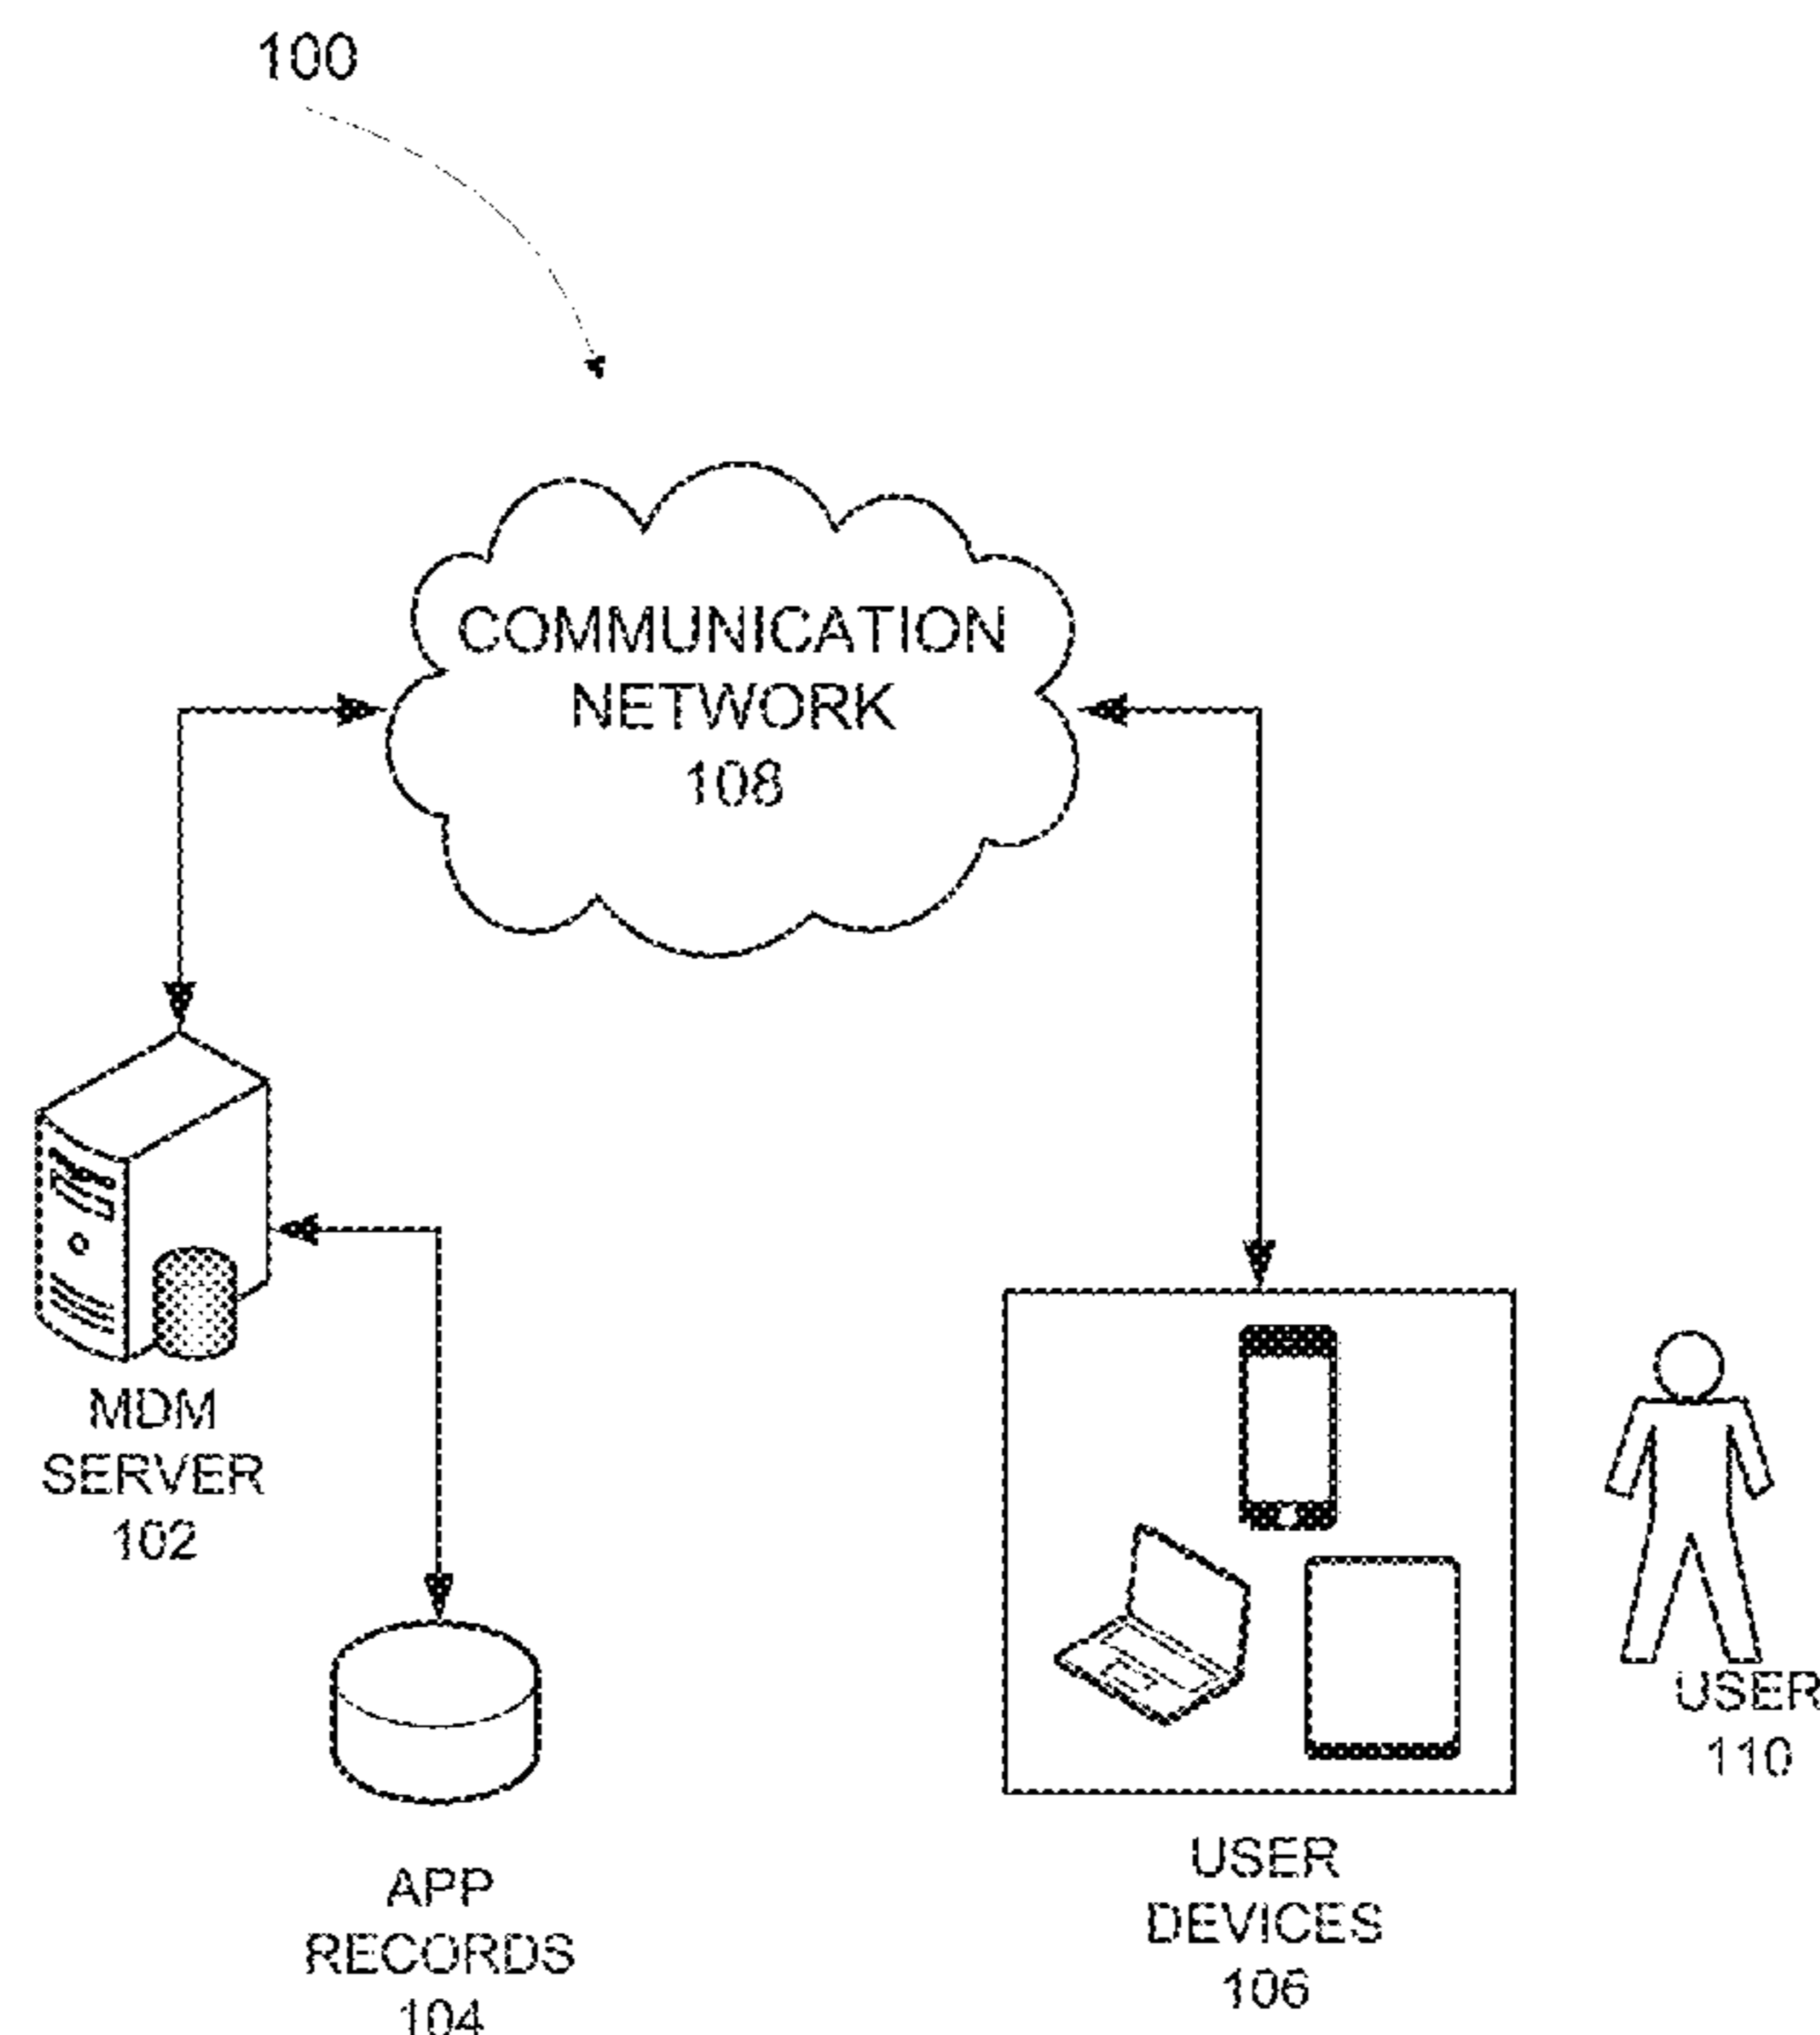 100
COMMUNICATION
NETWORK
108
MDM
SERVER
102
APP
RECORDS
104
USER
DEVICES
106
USER
110